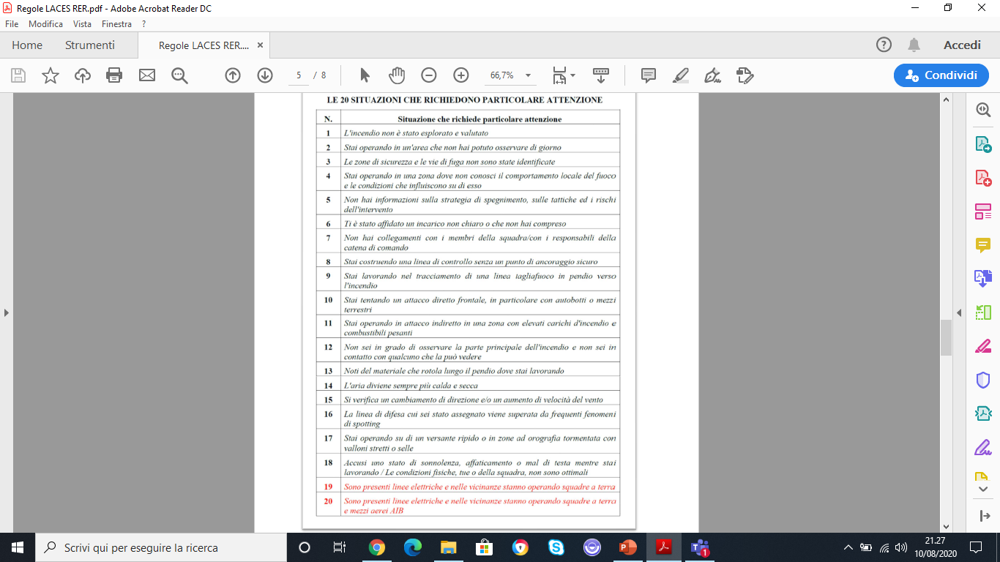 Regole LACES RER.pdf - Adobe Acrobat Reader DC
File Modifica Vista Finestra ?
Home Strumenti Regole LACES RER.... × Accedi
5 / 8 66,7% Condividi
LE 20 SITUAZIONI CHE RICHIEDONO PARTICOLARE ATTENZIONE
N. Situazione che richiede particolare attenzione
1 L'incendio non è stato esplorato e valutato
2 Stai operando in un'area che non hai potuto osservare di giorno
3 Le zone di sicurezza e le vie di fuga non sono state identificate
4 Stai operando in una zona dove non conosci il comportamento locale del fuoco
e le condizioni che influiscono su di esso
5 Non hai informazioni sulla strategia di spegnimento, sulle tattiche ed i rischi
dell'intervento
6 Ti è stato affidato un incarico non chiaro o che non hai compreso
7 Non hai collegamenti con i membri della squadra/con i responsabili della
catena di comando
8 Stai costruendo una linea di controllo senza un punto di ancoraggio sicuro
9 Stai lavorando nel tracciamento di una linea tagliafuoco in pendio verso
l'incendio
10 Stai tentando un attacco diretto frontale, in particolare con autobotti o mezzi
terrestri
11 Stai operando in attacco indiretto in una zona con elevati carichi d'incendio e
combustibili pesanti
12 Non sei in grado di osservare la parte principale dell'incendio e non sei in
contatto con qualcuno che la può vedere
13 Noti del materiale che rotola lungo il pendio dove stai lavorando
14 L'aria diviene sempre più calda e secca
15 Si verifica un cambiamento di direzione e/o un aumento di velocità del vento
16 La linea di difesa cui sei stato assegnato viene superata da frequenti fenomeni
di spotting
17 Stai operando su di un versante ripido o in zone ad orografia tormentata con
valloni stretti o selle
18 Accusi uno stato di sonnolenza, affaticamento o mal di testa mentre stai
lavorando / Le condizioni fisiche, tue o della squadra, non sono ottimali
19 Sono presenti linee elettriche e nelle vicinanze stanno operando squadre a terra
20 Sono presenti linee elettriche e nelle vicinanze stanno operando squadre a terra
e mezzi aerei AIB
Scrivi qui per eseguire la ricerca
1
21.27
10/08/2020